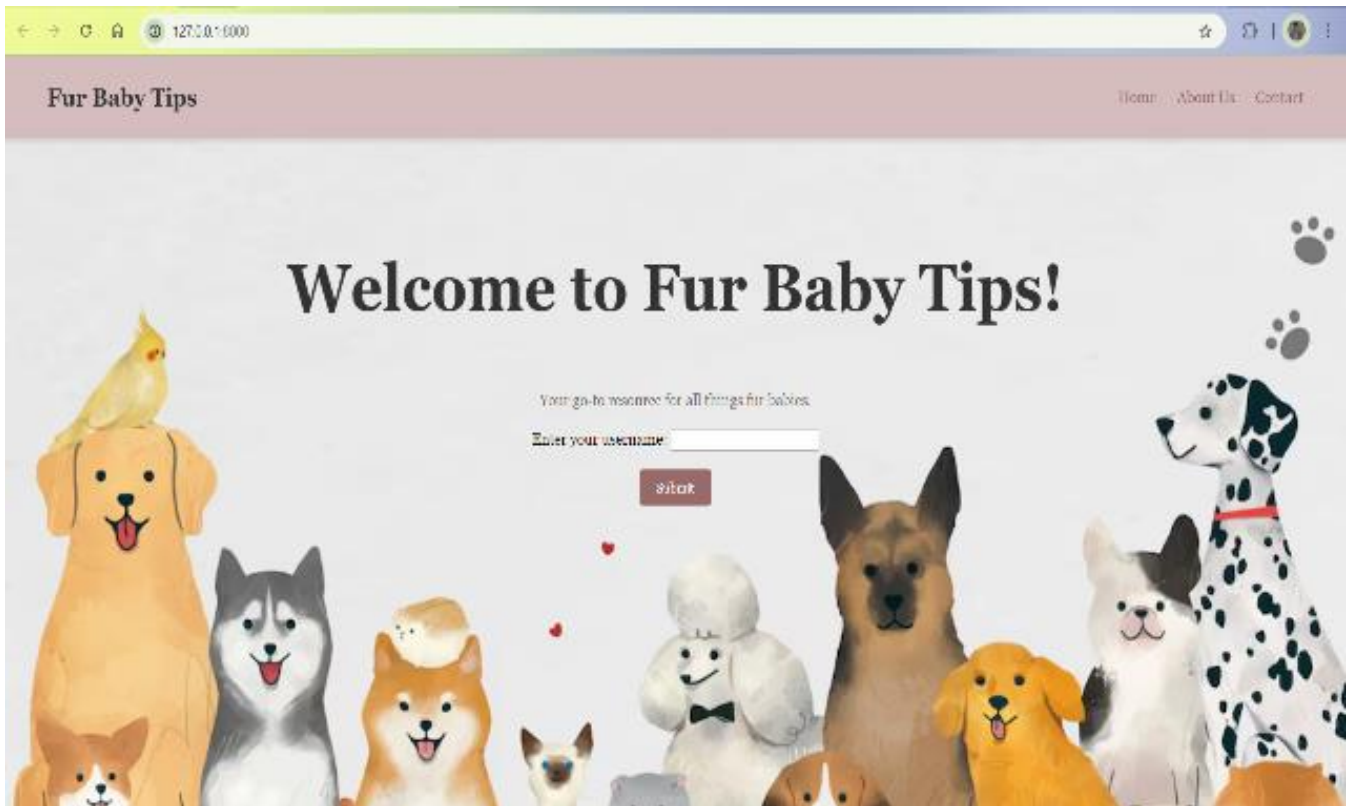 127.0.0.1:8000
Fur Baby Tips
Home About Us Contact
Welcome to Fur Baby Tips!
Your go-to resource for all things fur babies.
Enter your username:
Submit